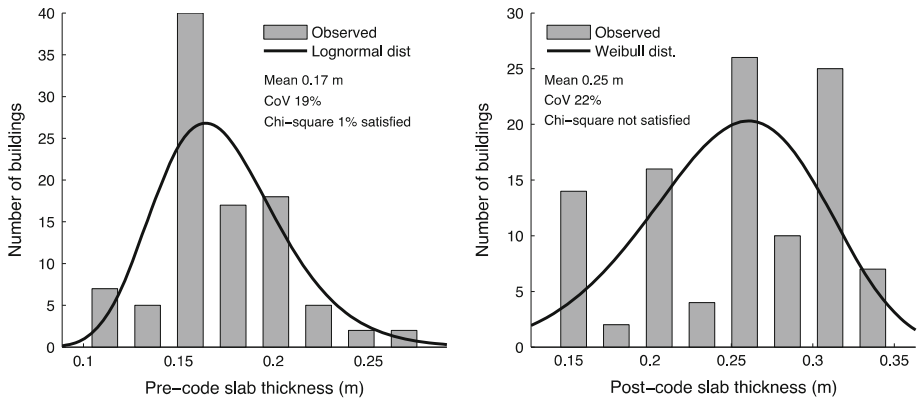 Observed
Lognormal dist
Mean 0.17 m
CoV 19%
Chi−square 1% satisfied
Number of buildings
40
35
30
25
20
15
10
5
0
0.1 0.15 0.2 0.25
Pre−code slab thickness (m)
Observed
Weibull dist.
Mean 0.25 m
CoV 22%
Chi−square not satisfied
Number of buildings
30
25
20
15
10
5
0
0.15 0.2 0.25 0.3 0.35
Post−code slab thickness (m)